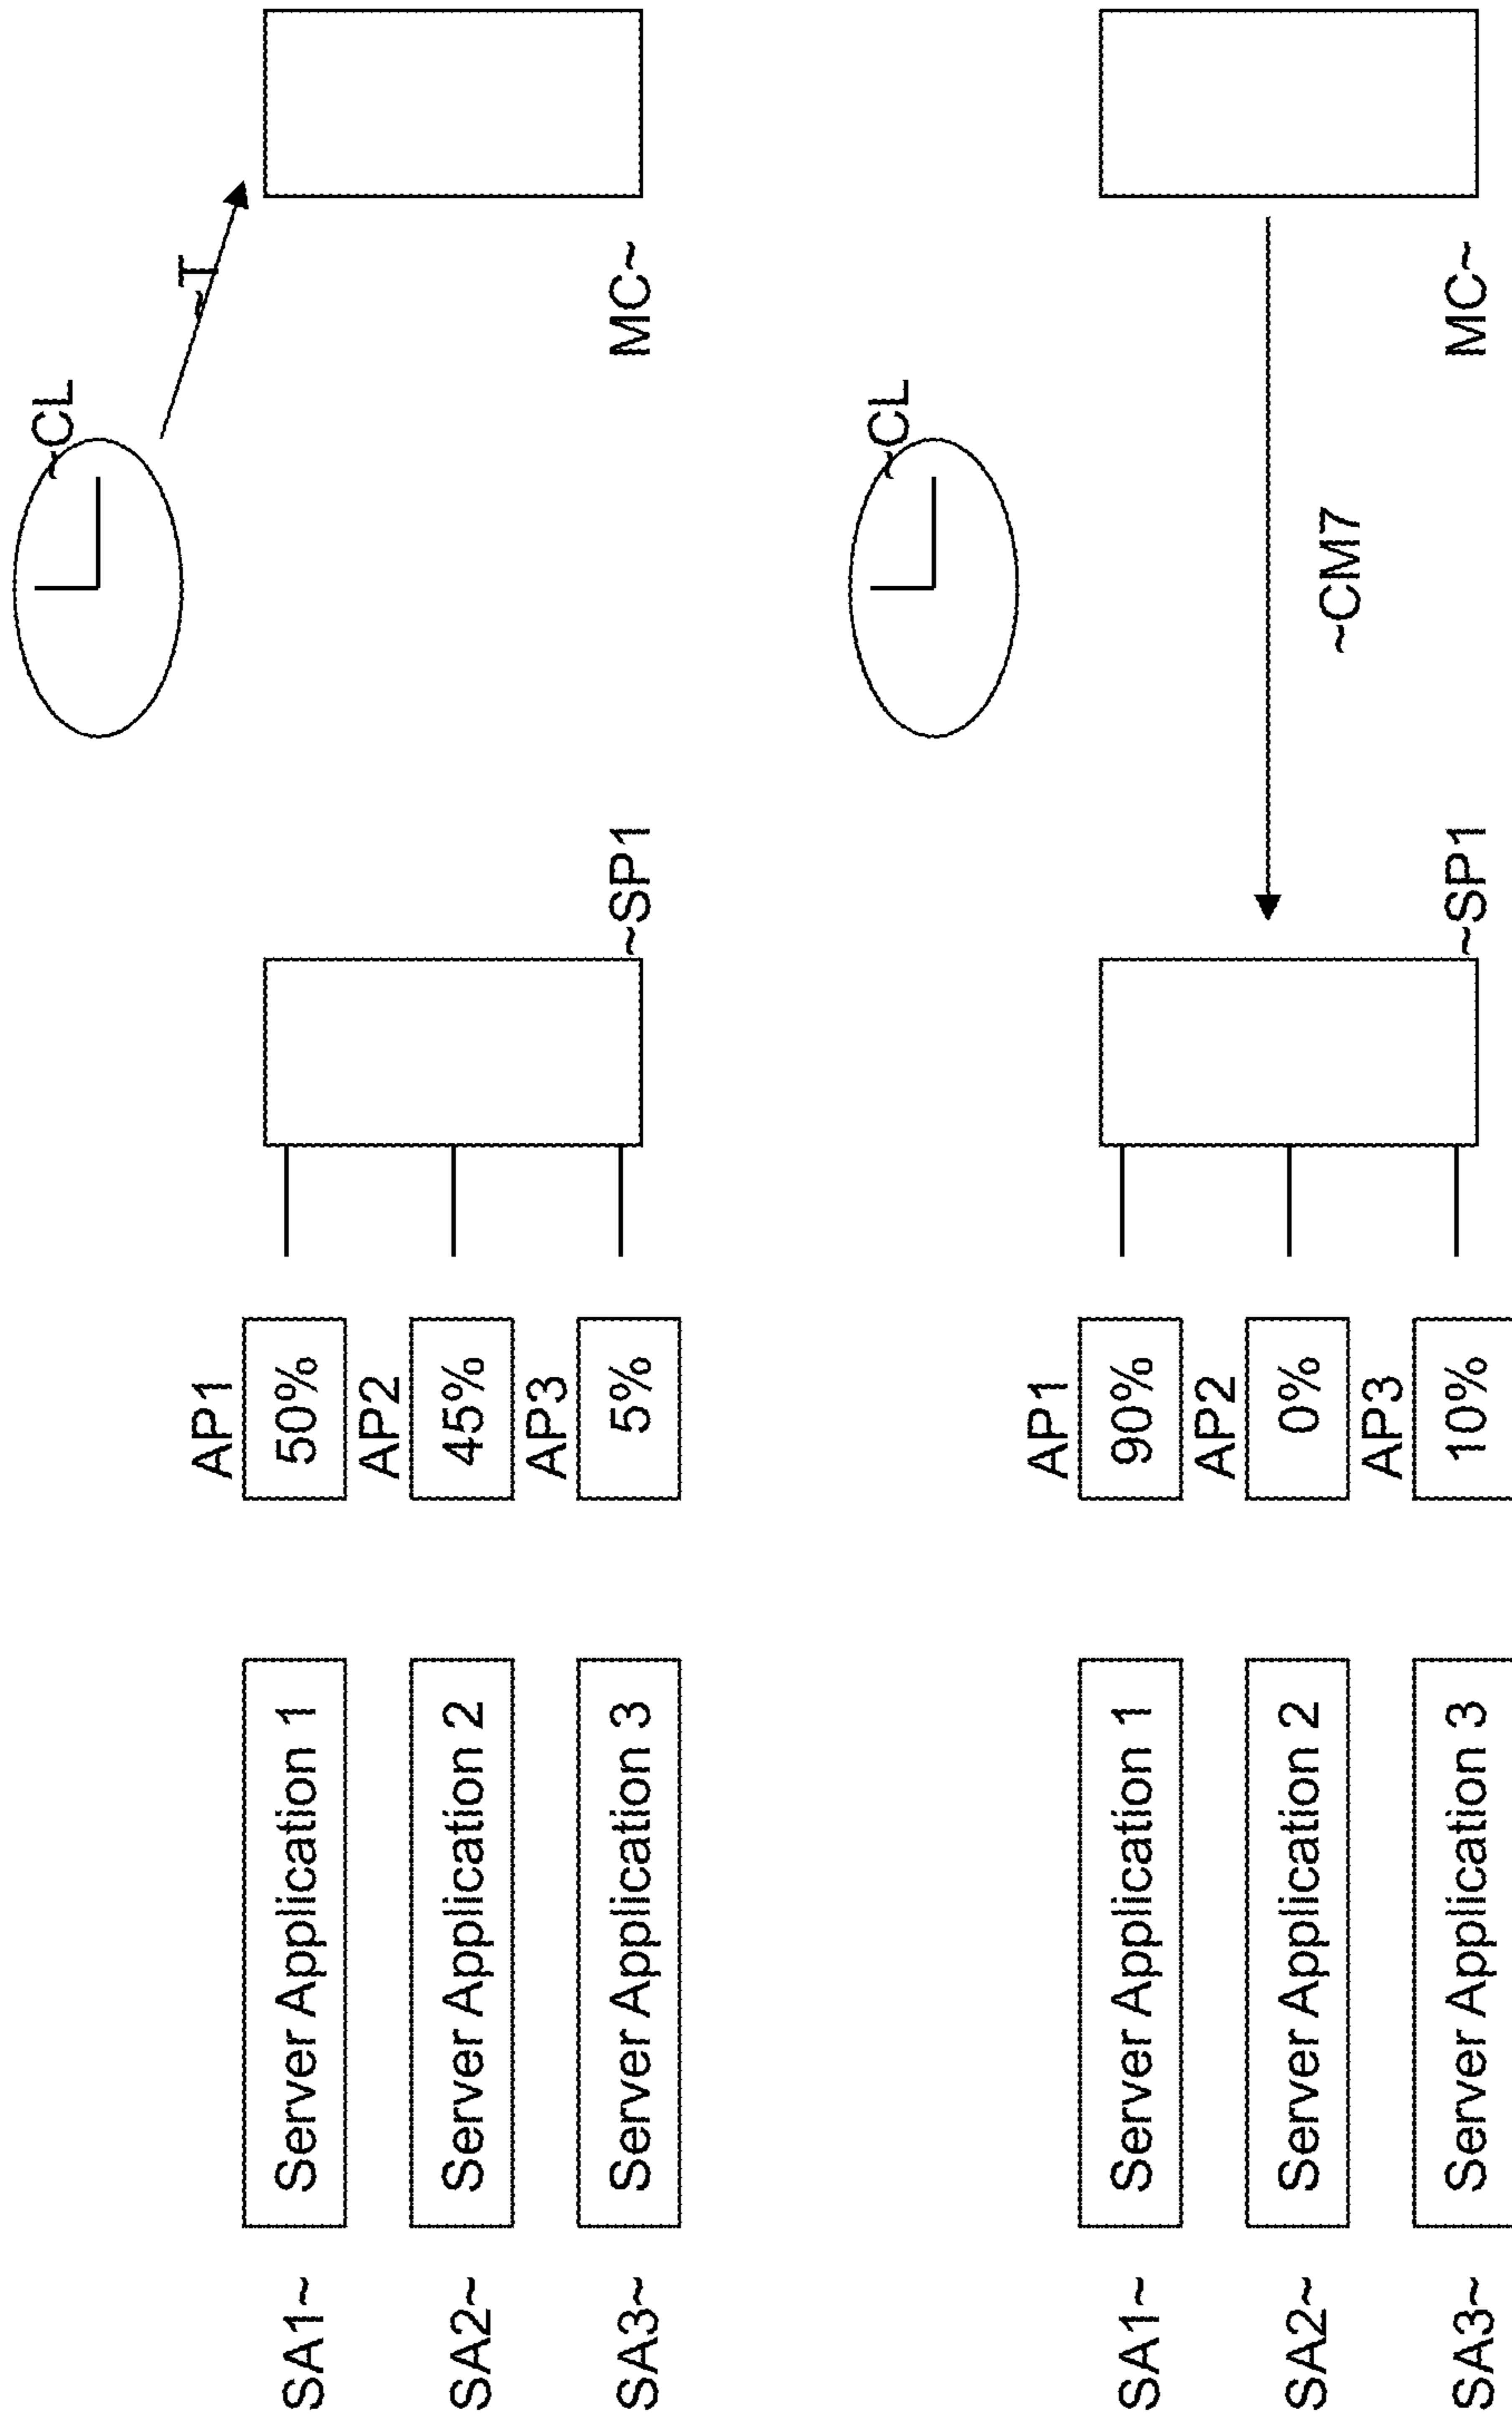 ~CL
AP1 ~T
SA1~ Server Application 1 50%
AP2
SA2~ Server Application 2 45%
AP3
SA3~ Server Application 3 5% ~SP1 MC~
~CL
AP1
SA1~ Server Application 1 90%
AP2
SA2~ Server Application 2 0%
~CM7
AP3
SA3~ Server Application 3 10% ~SP1 MC~